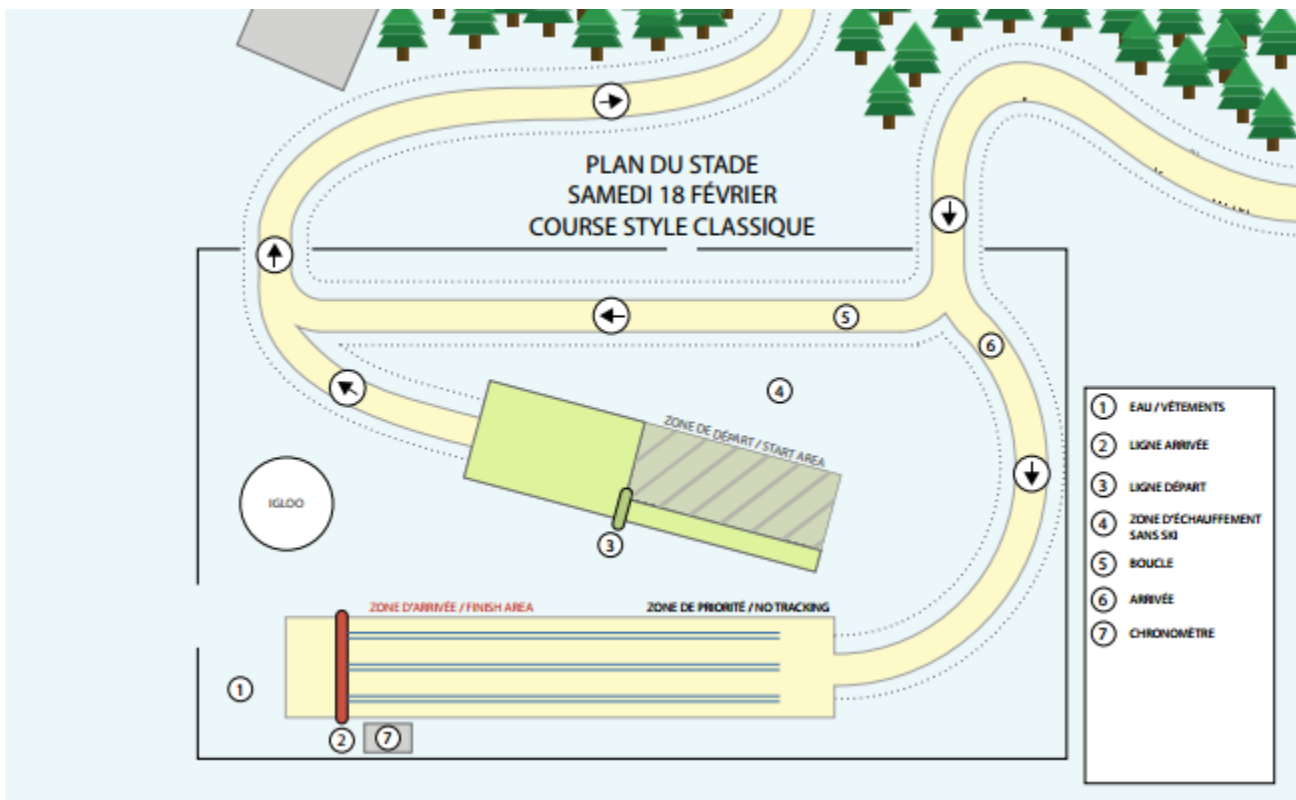 PLAN DU STADE
SAMEDI 18 FÉVRIER
COURSE STYLE CLASSIQUE
5
6
4
ZONE DE DÉPART / START AREA
IGLOO
3
ZONE D'ARRIVÉE / FINISH AREA
ZONE DE PRIORITÉ / NO TRACKING
1
2
7
1 EAU / VÊTEMENTS
2 LIGNE ARRIVÉE
3 LIGNE DÉPART
4 ZONE D'ÉCHAUFFEMENT
SANS SKI
5 BOUCLE
6 ARRIVÉE
7 CHRONOMÈTRE